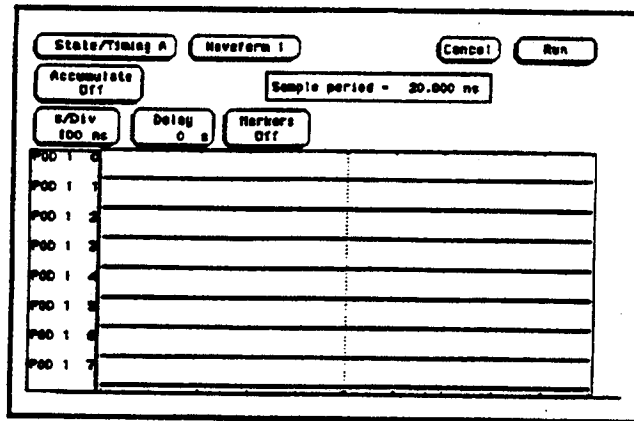 State/Timing A Waveform 1 Cancel Run
Accumulate
Off
Sample period = 20.000 ns
s/Div
100 ns
Delay
0 s
Markers
Off
POD 1 0
POD 1 1
POD 1 2
POD 1 3
POD 1 4
POD 1 5
POD 1 6
POD 1 7